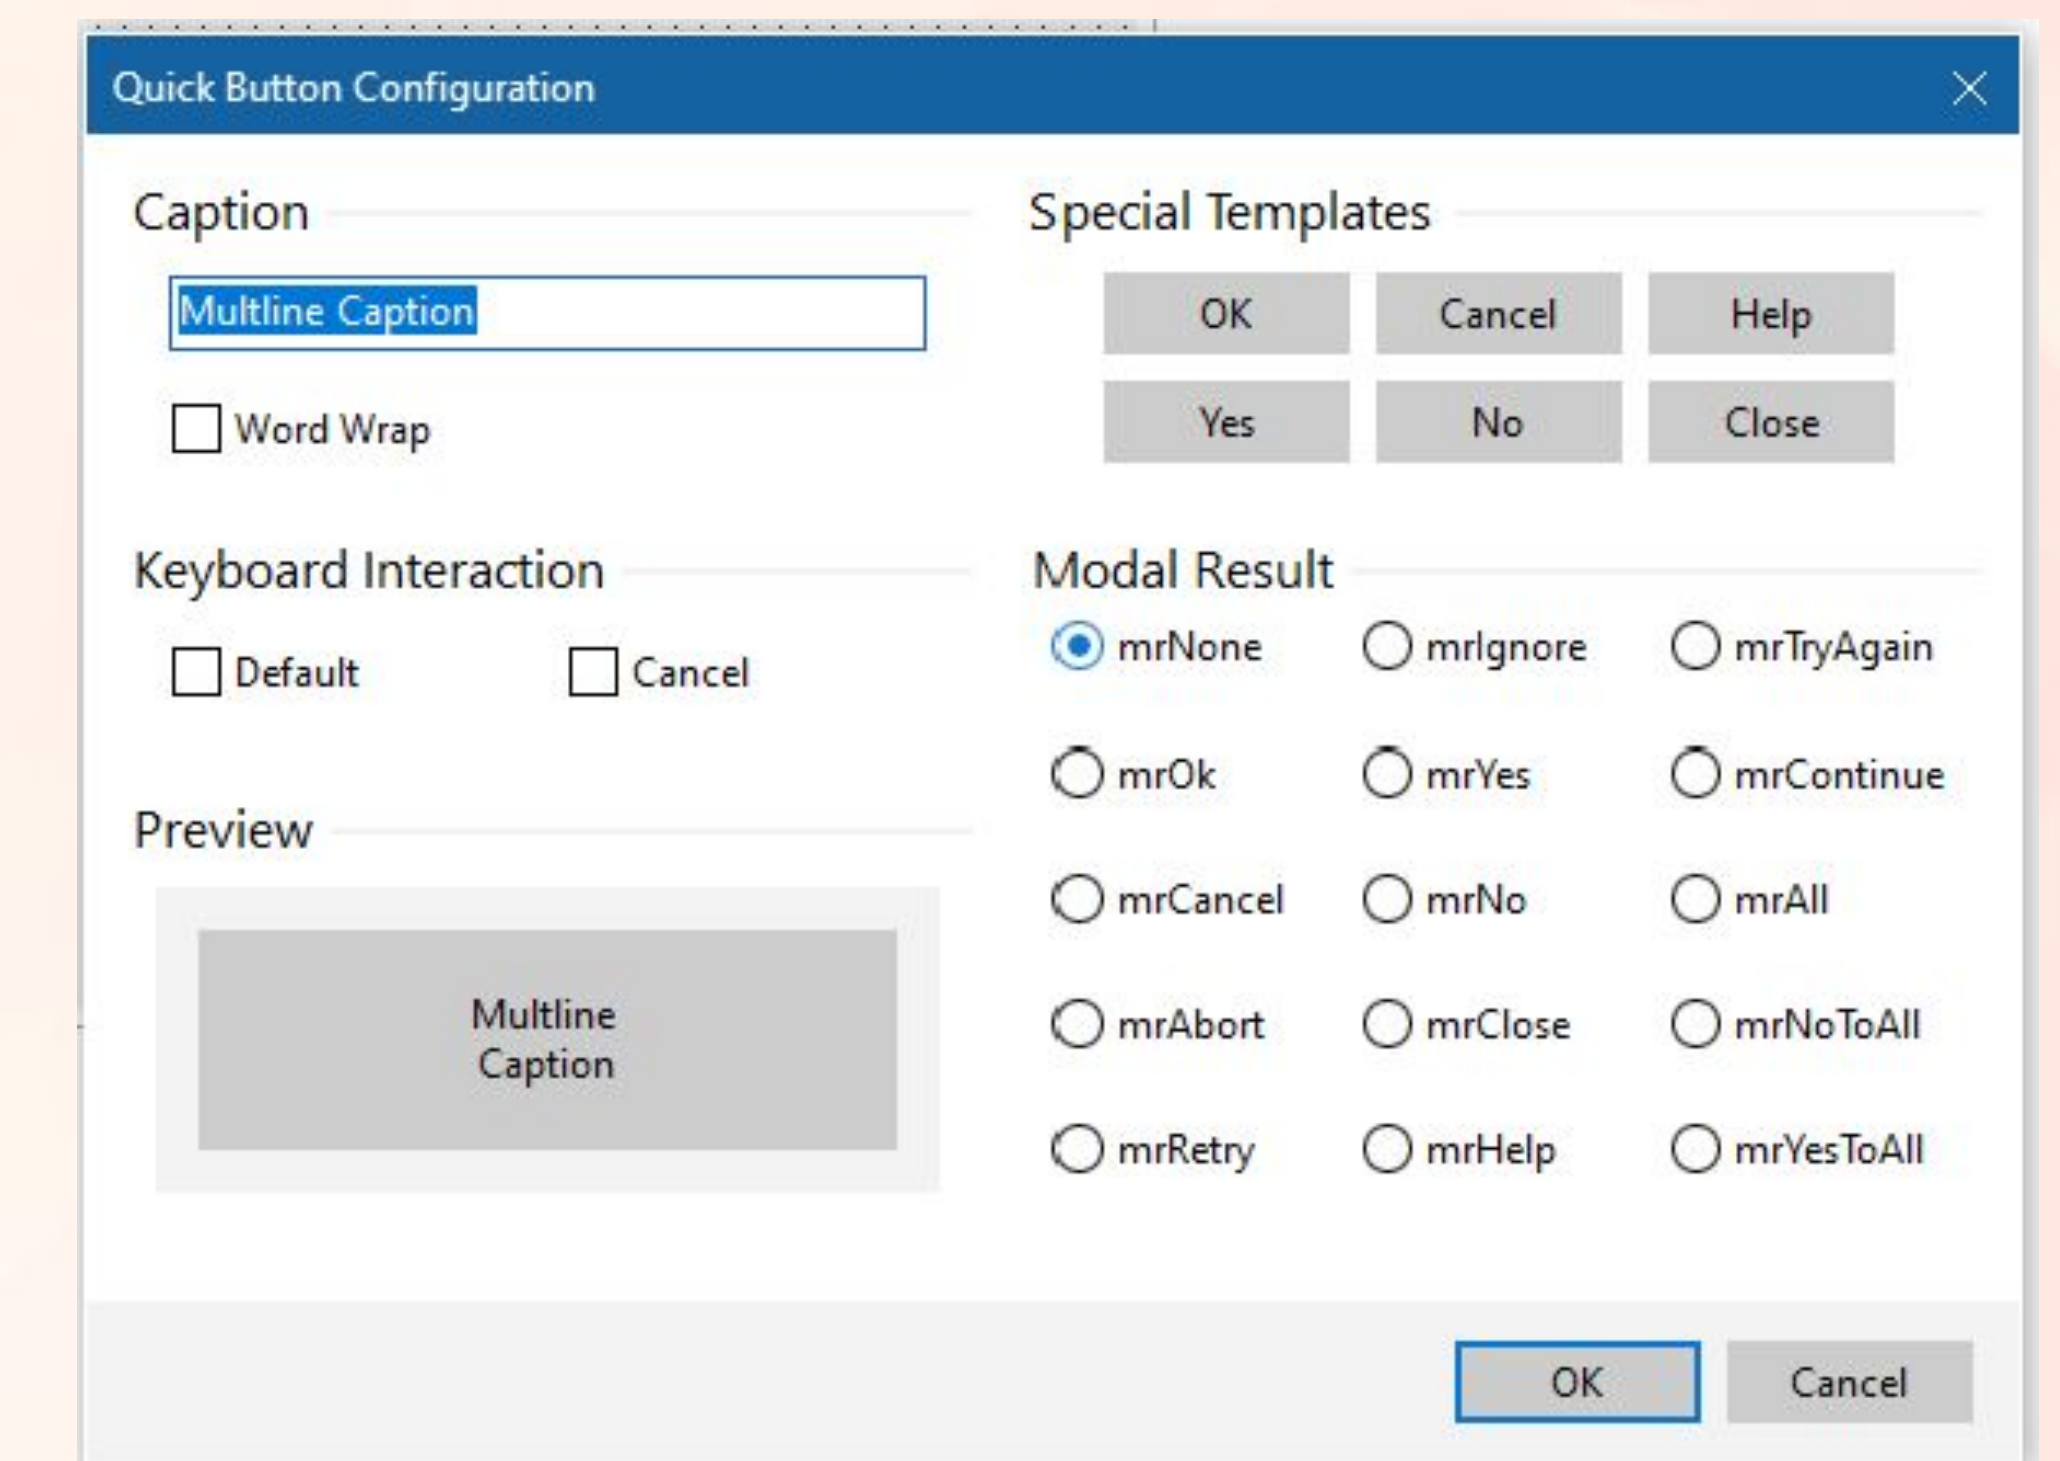 Quick Button Configuration
Caption
Multline Caption
Word Wrap
Keyboard Interaction
Default Cancel
Preview
Multline
Caption
Special Templates
OK Cancel Help
Yes No Close
Modal Result
mrNone mrIgnore mrTryAgain
mrOk mrYes mrContinue
mrCancel mrNo mrAll
mrAbort mrClose mrNoToAll
mrRetry mrHelp mrYesToAll
OK Cancel